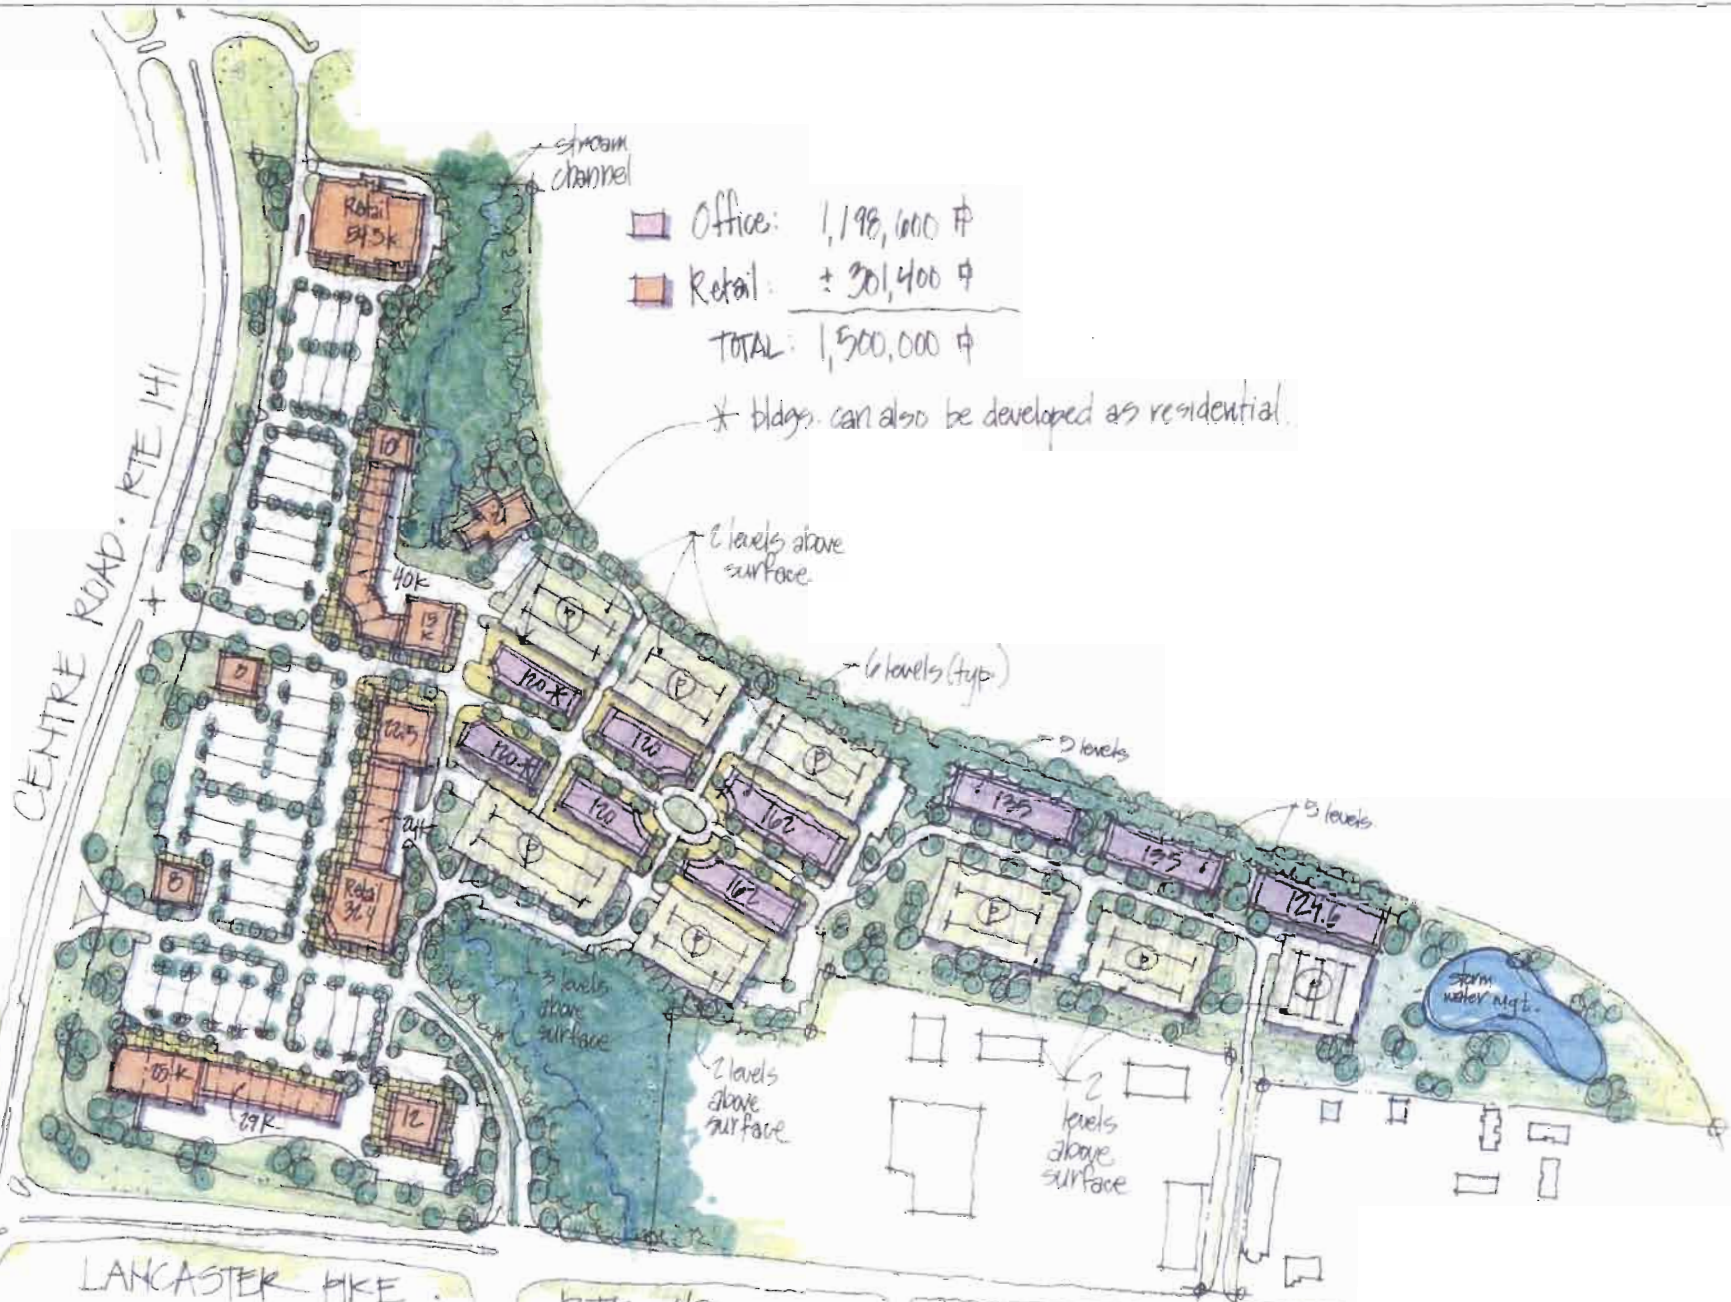 stream
channel
Retail
54.5K
Office: 1,198,600 SF
Retail: ± 301,400 SF
TOTAL: 1,500,000 SF
* bldgs. can also be developed as residential.
CENTRE ROAD. RTE 141
10
40K
15
K
2 levels above
surface
P
P
6 levels (typ.)
P
5 levels
5 levels
120*
120
120*
120
162
162
135
135
124.6
22.5
24K
8
Retail
36.4
P
P
P
P
P
storm
water mgt.
3 levels
above
surface
2 levels
above
surface
2
levels
above
surface
25K
29K
12
LANCASTER PIKE.